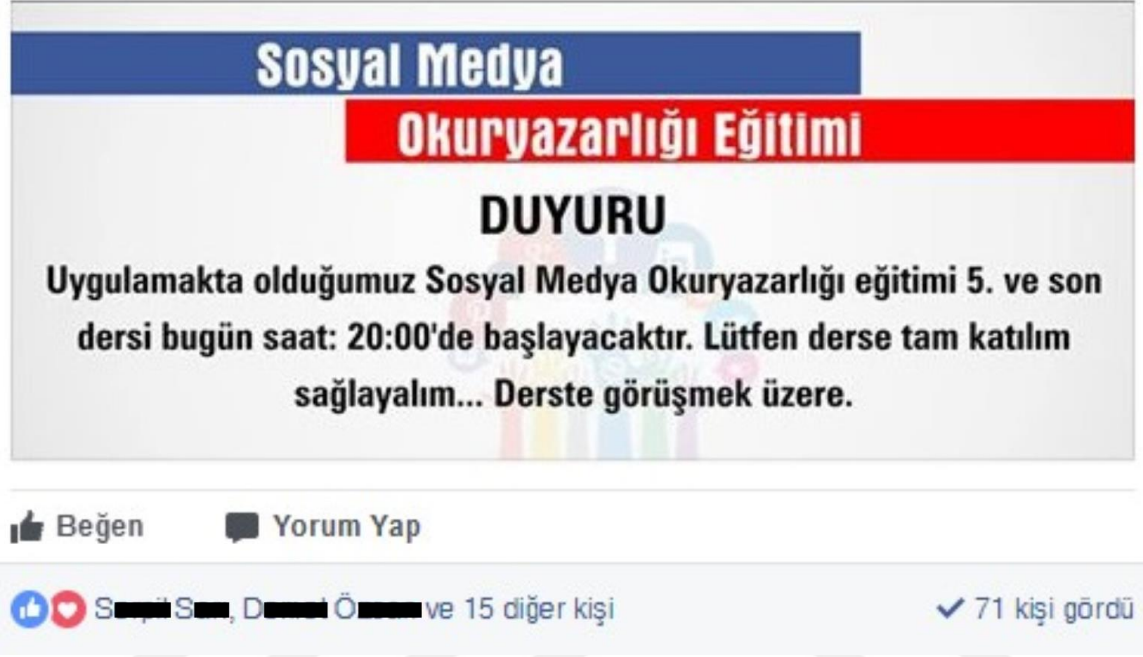 Sosyal Medya
Okuryazarlığı Eğitimi
DUYURU
Uygulamakta olduğumuz Sosyal Medya Okuryazarlığı eğitimi 5. ve son
dersi bugün saat: 20:00'de başlayacaktır. Lütfen derse tam katılım
sağlayalım... Derste görüşmek üzere.
Beğen Yorum Yap
ve 15 diğer kişi 71 kişi gördü